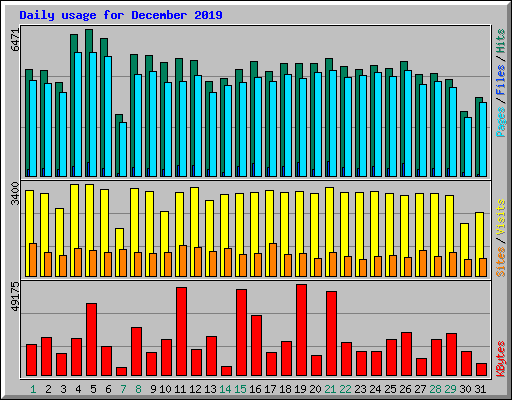 Daily usage for December 2019
6471
Pages / Files / Hits
3400
Sites / Visits
49175
KBytes
1 2 3 4 5 6 7 8 9 10 11 12 13 14 15 16 17 18 19 20 21 22 23 24 25 26 27 28 29 30 31